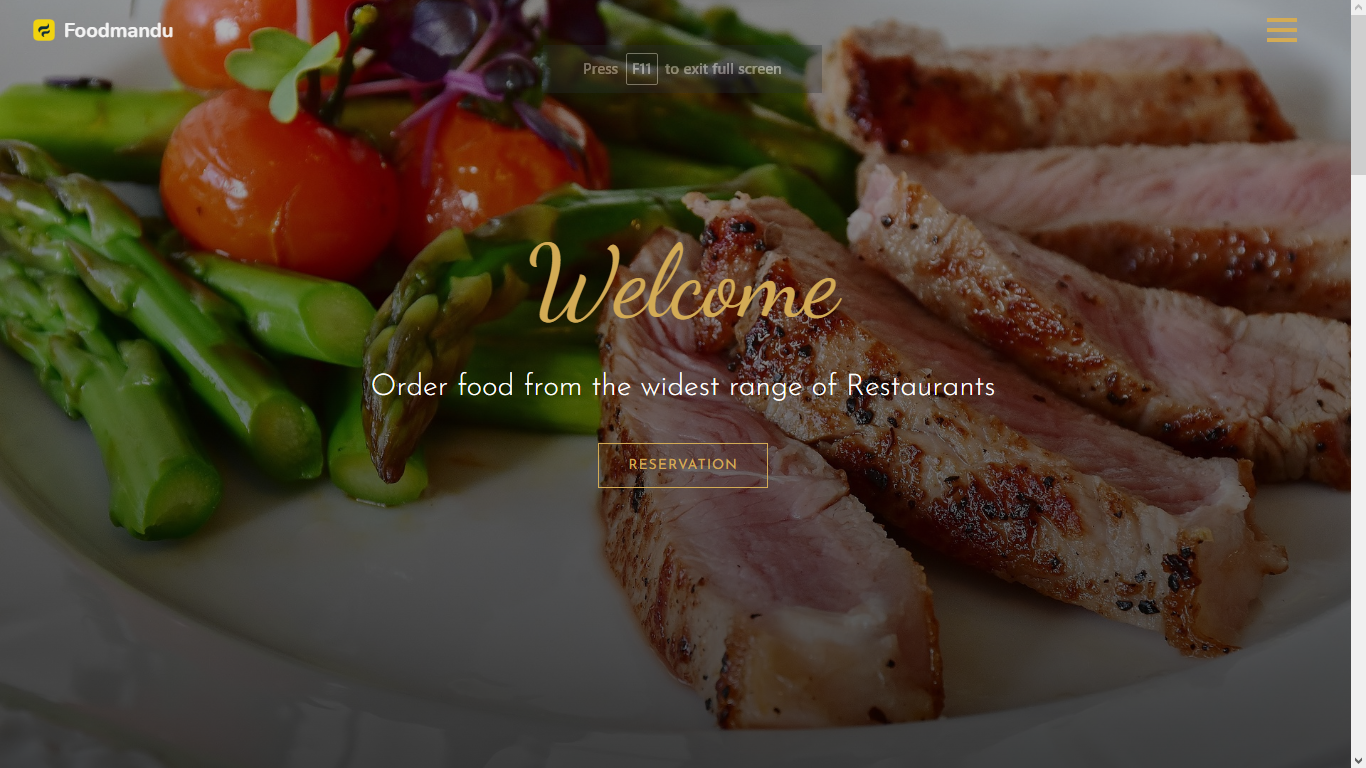 Foodmandu
Press F11 to exit full screen
Welcome
Order food from the widest range of Restaurants
RESERVATION